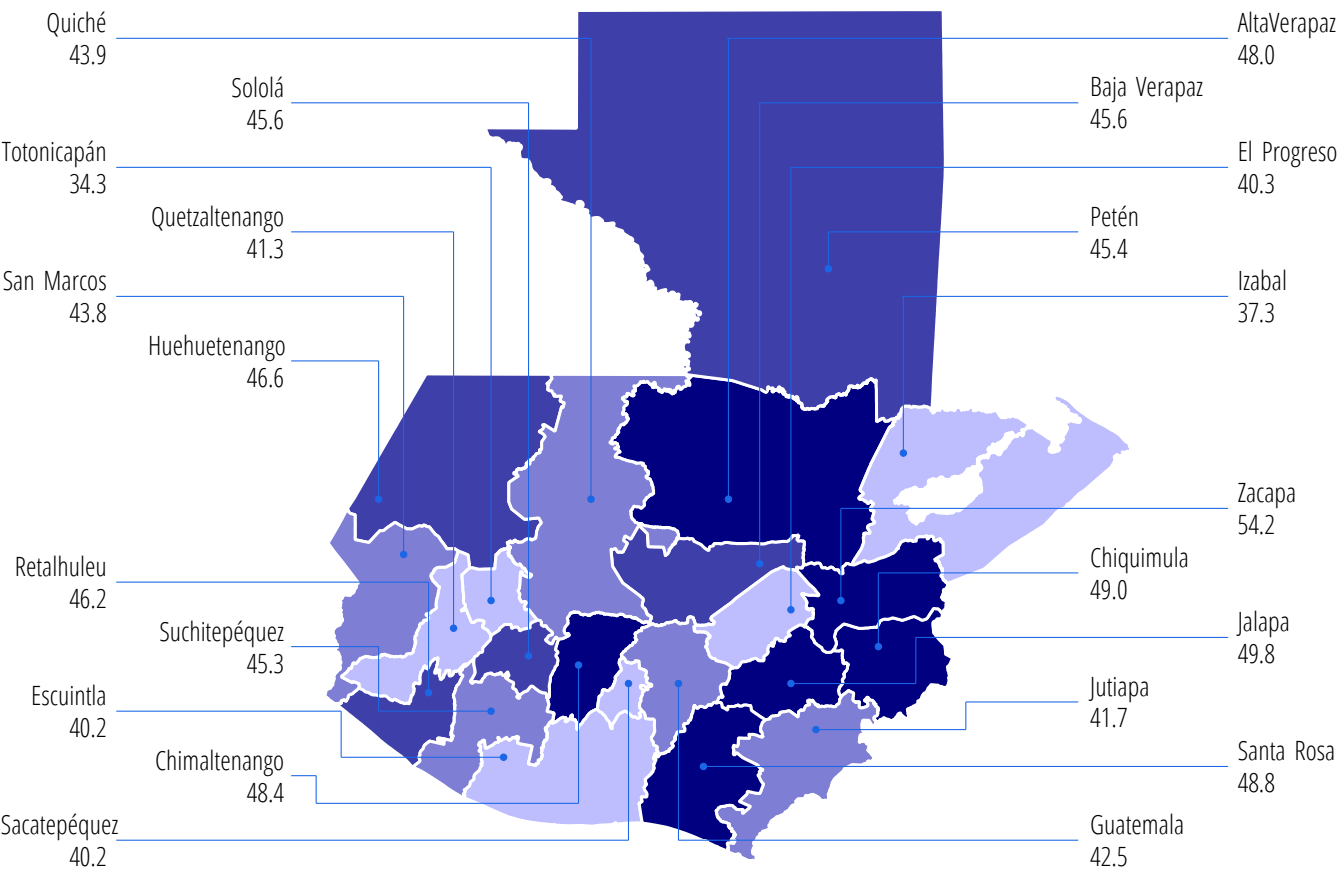 Quiché
43.9
Sololá
45.6
Totonicapán
34.3
Quetzaltenango
41.3
San Marcos
43.8
Huehuetenango
46.6
Retalhuleu
46.2
Suchitepéquez
45.3
Escuintla
40.2
Chimaltenango
48.4
Sacatepéquez
40.2
AltaVerapaz
48.0
Baja Verapaz
45.6
El Progreso
40.3
Petén
45.4
Izabal
37.3
Zacapa
54.2
Chiquimula
49.0
Jalapa
49.8
Jutiapa
41.7
Santa Rosa
48.8
Guatemala
42.5